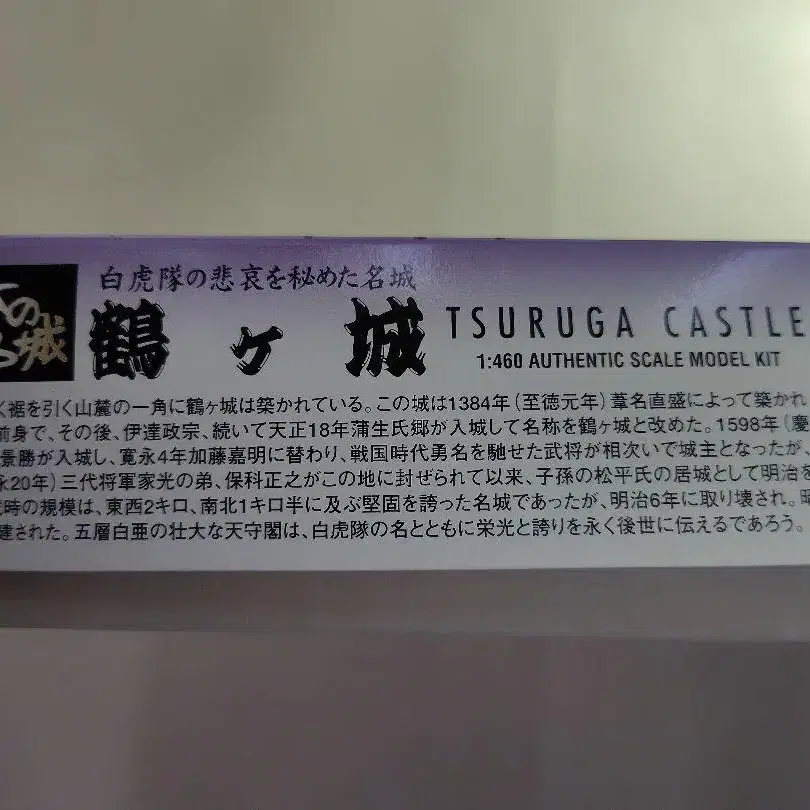 白虎隊の悲哀を秘めた名城
の
城
鶴ヶ城
TSURUGA CASTLE
1:460 AUTHENTIC SCALE MODEL KIT
く裾を引く山麓の一角に鶴ヶ城は築かれている。この城は1384年(至徳元年)葦名直盛によって築かれ
前身で、その後、伊達政宗、続いて天正18年蒲生氏郷が入城して名称を鶴ヶ城と改めた。1598年(慶
景勝が入城し、寛永4年加藤嘉明に替わり、戦国時代勇名を馳せた武将が相次いで城主となったが、
永20年)三代将軍家光の弟、保科正之がこの地に封ぜられて以来、子孫の松平氏の居城として明治を
時の規模は、東西2キロ、南北1キロ半に及ぶ堅固を誇った名城であったが、明治6年に取り壊され。
建された。五層白亜の壮大な天守閣は、白虎隊の名とともに栄光と誇りを永く後世に伝えるであろう。